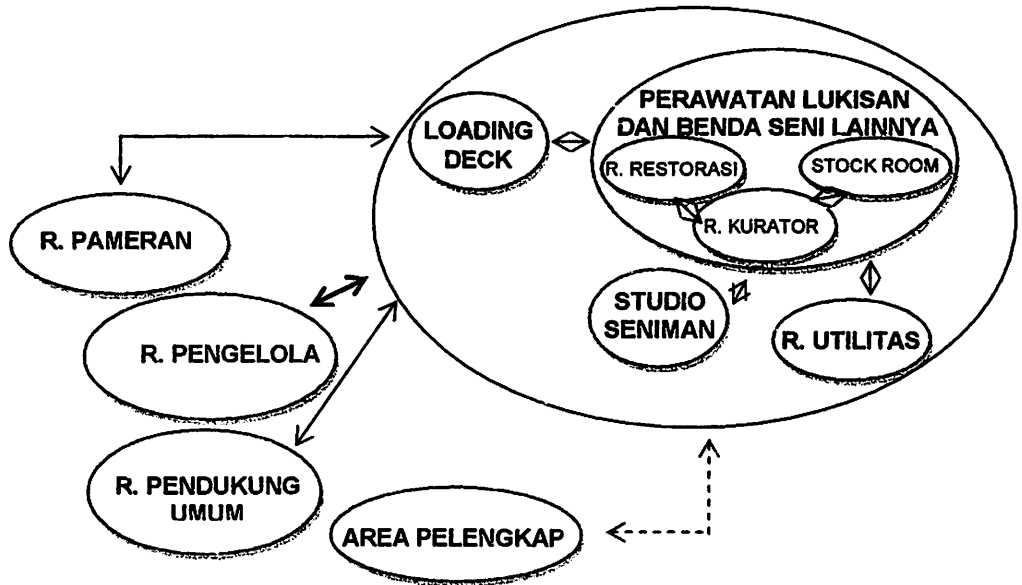 PERAWATAN LUKISAN
DAN BENDA SENI LAINNYA
LOADING
DECK
R. RESTORASI
STOCK ROOM
R. KURATOR
R. PAMERAN
STUDIO
SENIMAN
R. UTILITAS
R. PENGELOLA
R. PENDUKUNG
UMUM
AREA PELENGKAP